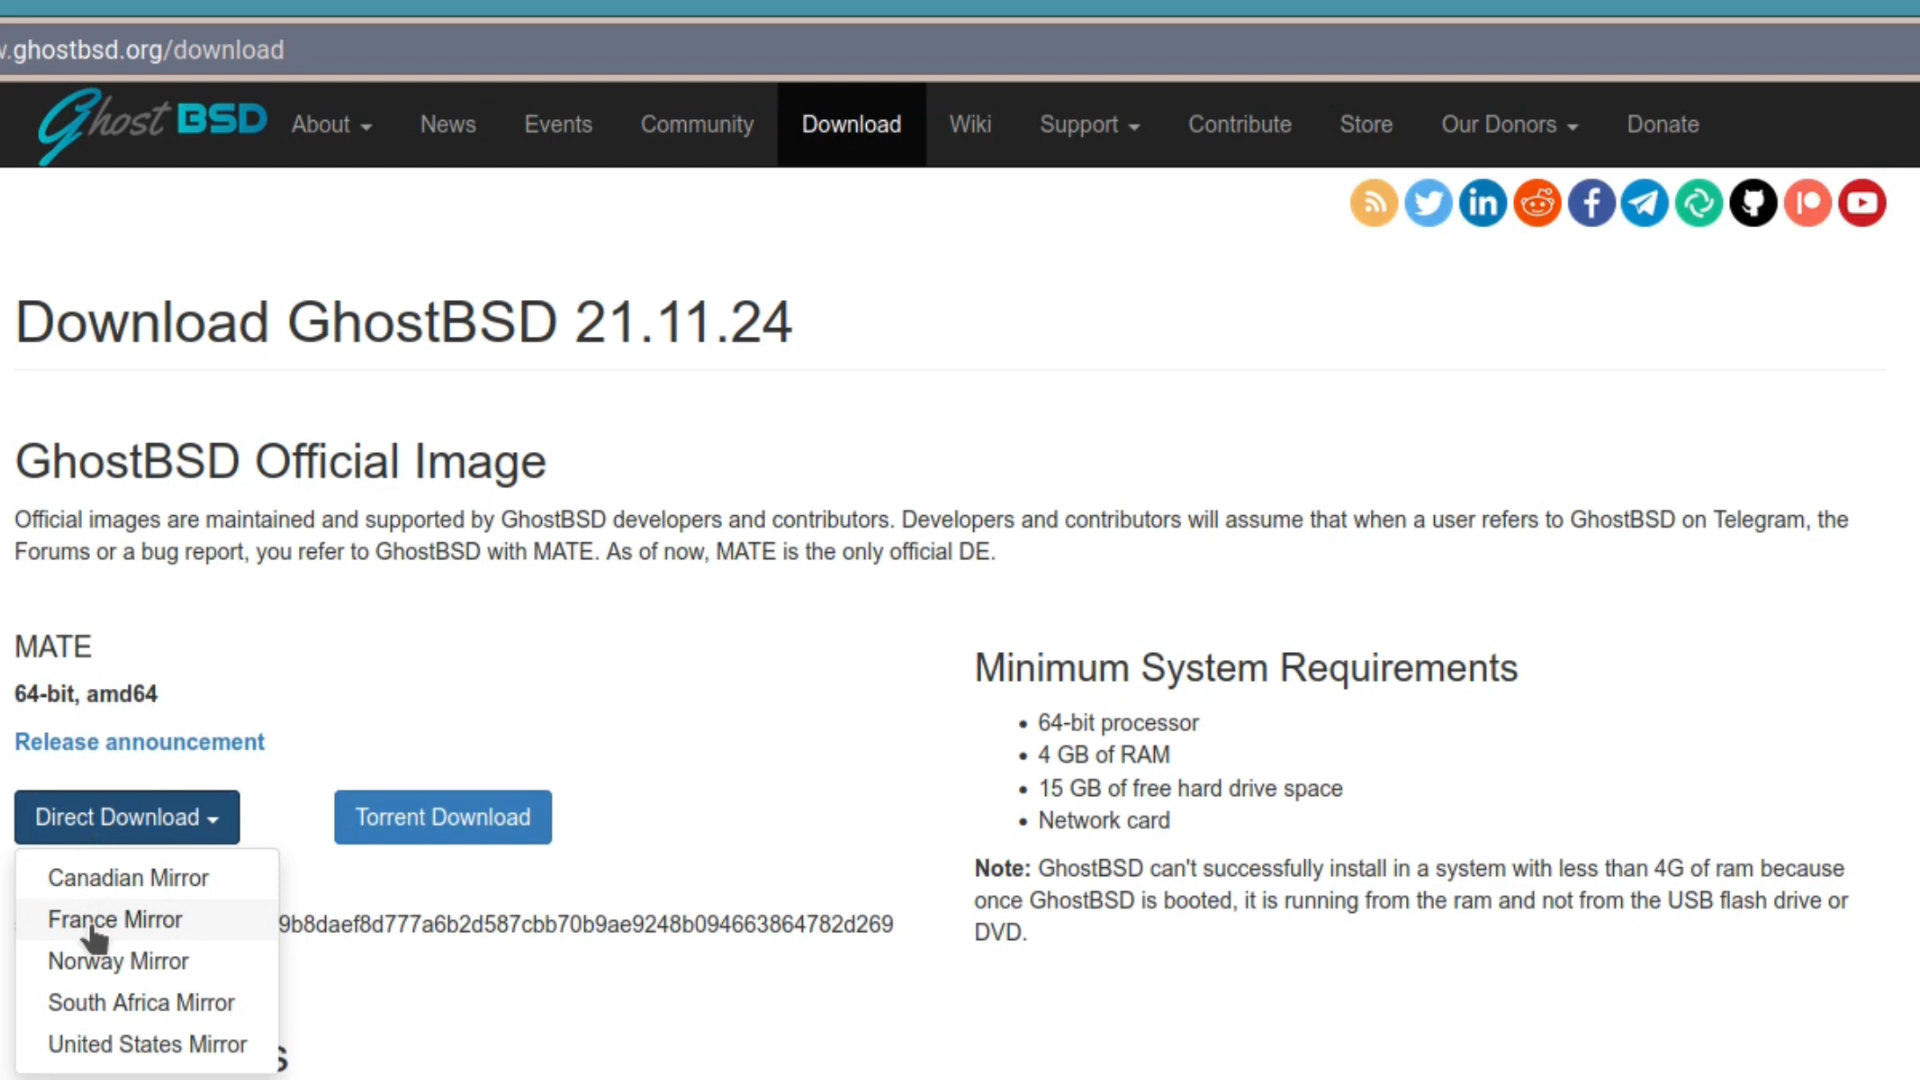 .ghostbsd.org/download
Ghost BSD About News Events Community Download Wiki Support Contribute Store Our Donors Donate
Download GhostBSD 21.11.24
GhostBSD Official Image
Official images are maintained and supported by GhostBSD developers and contributors. Developers and contributors will assume that when a user refers to GhostBSD on Telegram, the
Forums or a bug report, you refer to GhostBSD with MATE. As of now, MATE is the only official DE.
MATE
64-bit, amd64
Release announcement
Direct Download Torrent Download
Canadian Mirror
France Mirror
9b8daef8d777a6b2d587cbb70b9ae9248b094663864782d269
Norway Mirror
South Africa Mirror
United States Mirror
Minimum System Requirements
• 64-bit processor
• 4 GB of RAM
• 15 GB of free hard drive space
• Network card
Note: GhostBSD can't successfully install in a system with less than 4G of ram because
once GhostBSD is booted, it is running from the ram and not from the USB flash drive or
DVD.